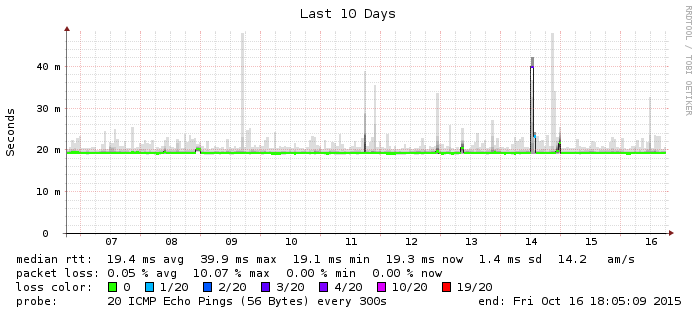 Last 10 Days
RRDTOOL / TOBI OETIKER
Seconds
40 m
30 m
20 m
10 m
0
07 08 09 10 11 12 13 14 15 16
median rtt: 19.4 ms avg 39.9 ms max 19.1 ms min 19.3 ms now 1.4 ms sd 14.2 am/s
packet loss: 0.05 % avg 10.07 % max 0.00 % min 0.00 % now
loss color: 0 1/20 2/20 3/20 4/20 10/20 19/20
probe: 20 ICMP Echo Pings (56 Bytes) every 300s end: Fri Oct 16 18:05:09 2015